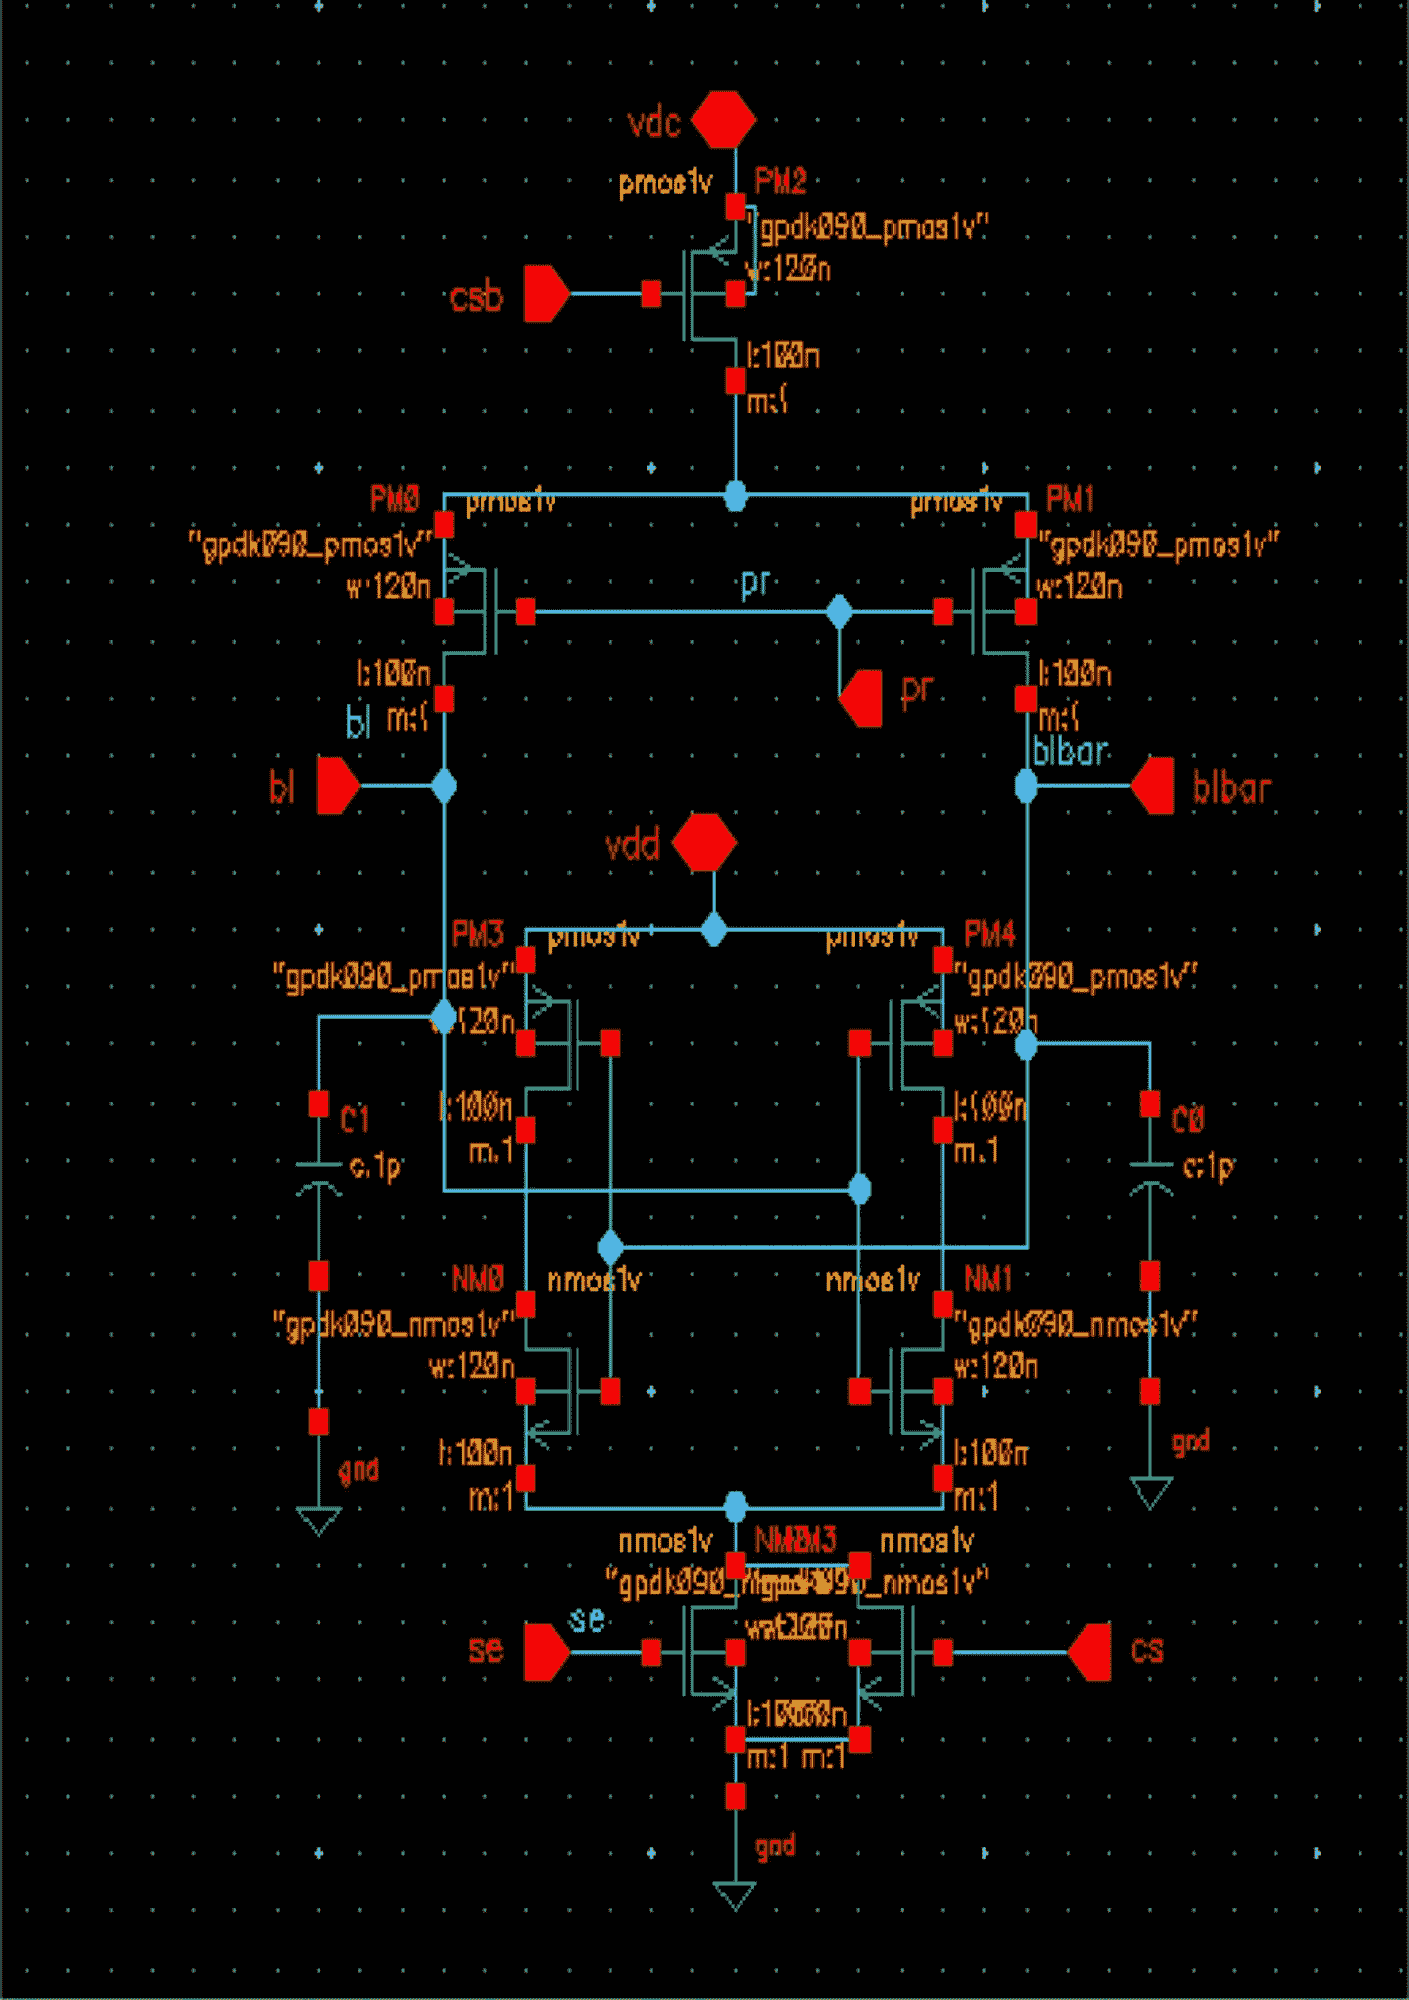 vdc
pmos1v PM2
"gpdk090_pmos1v"
w:120n
csb
l:100n
m:(
PM0 pmos1v pmos1v PM1
"gpdk090_pmos1v" "gpdk090_pmos1v"
w:120n pr w:120n
l:100n pr l:100n
bl m:( m:(
blbar
bl blbar
vdd
PM3 pmos1v pmos1v PM4
"gpdk090_pmos1v" "gpdk090_pmos1v"
w:120n
l:100n
C1 C0
m:1 m:1
c:1p c:1p
NM0 nmos1v nmos1v NM1
"gpdk090_nmos1v" "gpdk090_nmos1v"
w:120n w:120n
gnd l:100n l:100n gnd
m:1 m:1
nmos1v nmos1v
se
se cs
m:1 m:1
gnd